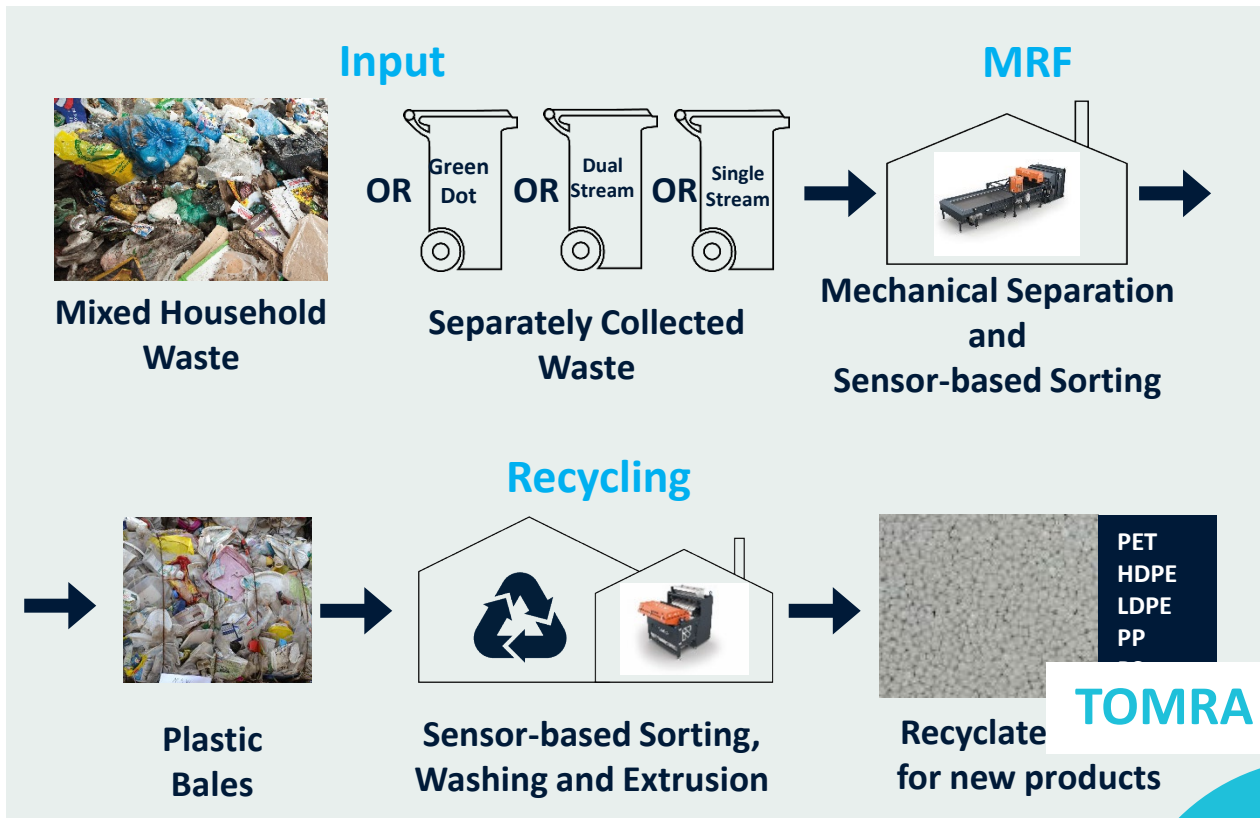 Input
MRF
OR
Green
Dot
OR
Dual
Stream
OR
Single
Stream
Mixed Household
Waste
Separately Collected
Waste
Mechanical Separation
and
Sensor-based Sorting
Recycling
PET
HDPE
LDPE
PP
TOMRA
Plastic
Bales
Sensor-based Sorting,
Washing and Extrusion
Recyclate
for new products